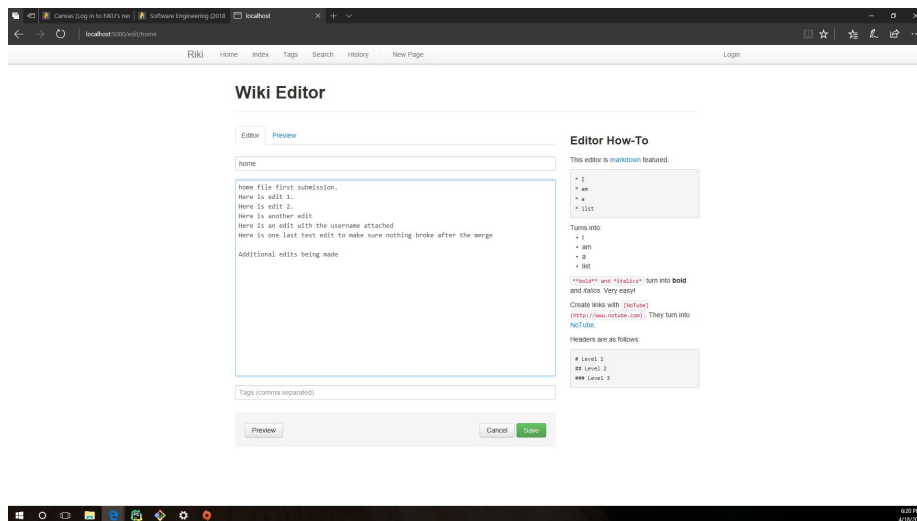 Canvas (Log in to NKU's nev
Software Engineering (2018
localhost
localhost:5000/edit/home
Riki Home Index Tags Search History New Page Login
Wiki Editor
Editor Preview
home
home file first submission.
Here is edit 1.
Here is edit 2.
Here is another edit
Here is an edit with the username attached
Here is one last test edit to make sure nothing broke after the merge
Additional edits being made
Tags (comma separated)
Preview Cancel Save
Editor How-To
This editor is markdown featured.
* I
* am
* a
* list
Turns into:
• I
• am
• a
• list
**bold** and *italics* turn into bold
and italics. Very easy!
Create links with [NoTube]
(http://www.notube.com) . They turn into
NoTube.
Headers are as follows:
# Level 1
## Level 2
### Level 3
6:20 P
4/18/20